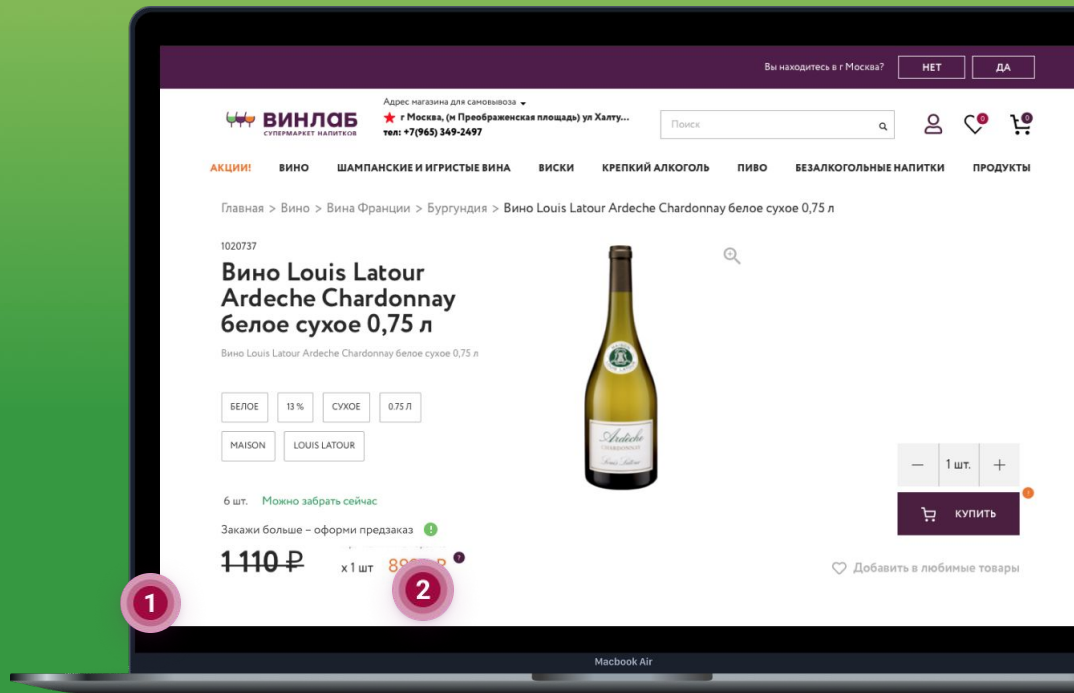 Вы находитесь в г Москва?
НЕТ
ДА
Адрес магазина для самовывоза
ВИНЛАБ
СУПЕРМАРКЕТ НАПИТКОВ
г Москва, (м Преображенская площадь) ул Халту...
тел: +7(965) 349-2497
Поиск
0
0
АКЦИИ!
ВИНО
ШАМПАНСКИЕ И ИГРИСТЫЕ ВИНА
ВИСКИ
КРЕПКИЙ АЛКОГОЛЬ
ПИВО
БЕЗАЛКОГОЛЬНЫЕ НАПИТКИ
ПРОДУКТЫ
Главная > Вино > Вина Франции > Бургундия > Вино Louis Latour Ardeche Chardonnay белое сухое 0,75 л
1020737
Вино Louis Latour
Ardeche Chardonnay
белое сухое 0,75 л
Вино Louis Latour Ardeche Chardonnay белое сухое 0,75 л
БЕЛОЕ
13 %
СУХОЕ
0.75 Л
MAISON
LOUIS LATOUR
Ardèche
CHARDONNAY
Louis Latour
6 шт. Можно забрать сейчас
Закажи больше – оформи предзаказ !
1 110 ₽
x 1 шт
?
— 1 шт. +
!
КУПИТЬ
Добавить в любимые товары
1
2
Macbook Air